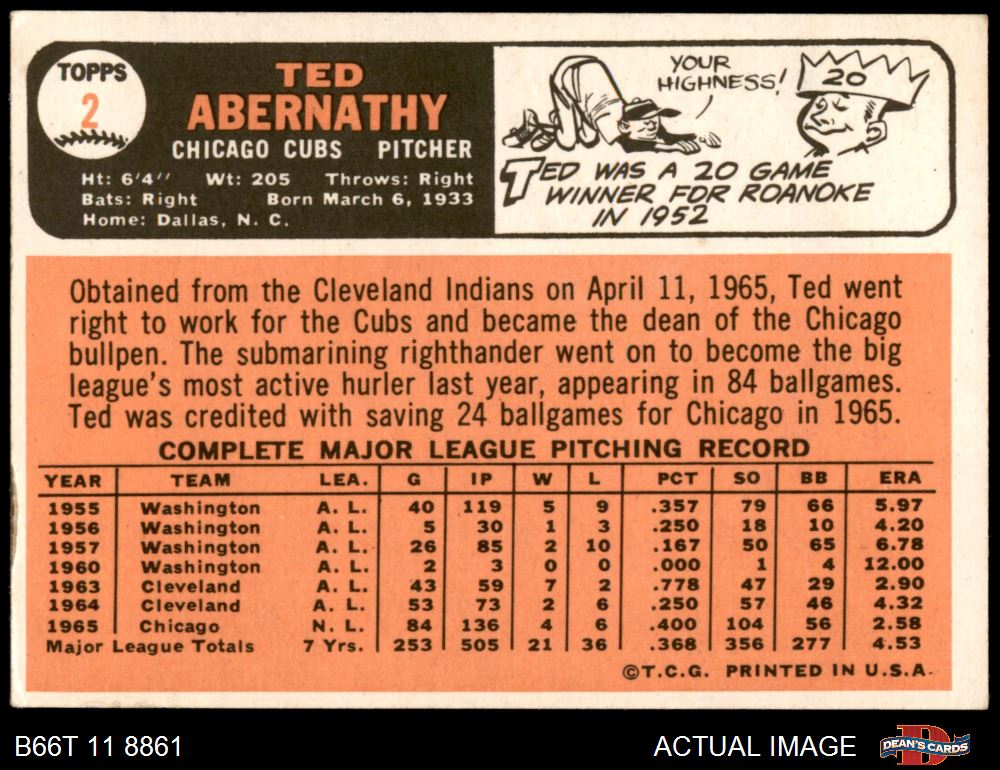 TOPPS
2
TED
ABERNATHY
CHICAGO CUBS PITCHER
Ht: 6'4" Wt: 205 Throws: Right
Bats: Right Born March 6, 1933
Home: Dallas, N. C.
YOUR
HIGHNESS!
20
TED WAS A 20 GAME
WINNER FOR ROANOKE
IN 1952
Obtained from the Cleveland Indians on April 11, 1965, Ted went
right to work for the Cubs and became the dean of the Chicago
bullpen. The submarining righthander went on to become the big
league's most active hurler last year, appearing in 84 ballgames.
Ted was credited with saving 24 ballgames for Chicago in 1965.
COMPLETE MAJOR LEAGUE PITCHING RECORD
YEAR TEAM LEA. G IP W L PCT SO BB ERA
1955 Washington A. L. 40 119 5 9 .357 79 66 5.97
1956 Washington A. L. 5 30 1 3 .250 18 10 4.20
1957 Washington A. L. 26 85 2 10 .167 50 65 6.78
1960 Washington A. L. 2 3 0 0 .000 1 4 12.00
1963 Cleveland A. L. 43 59 7 2 .778 47 29 2.90
1964 Cleveland A. L. 53 73 2 6 .250 57 46 4.32
1965 Chicago N. L. 84 136 4 6 .400 104 56 2.58
Major League Totals 7 Yrs. 253 505 21 36 .368 356 277 4.53
©T.C.G. PRINTED IN U.S.A.
B66T 11 8861
ACTUAL IMAGE
D
DEAN'S CARDS